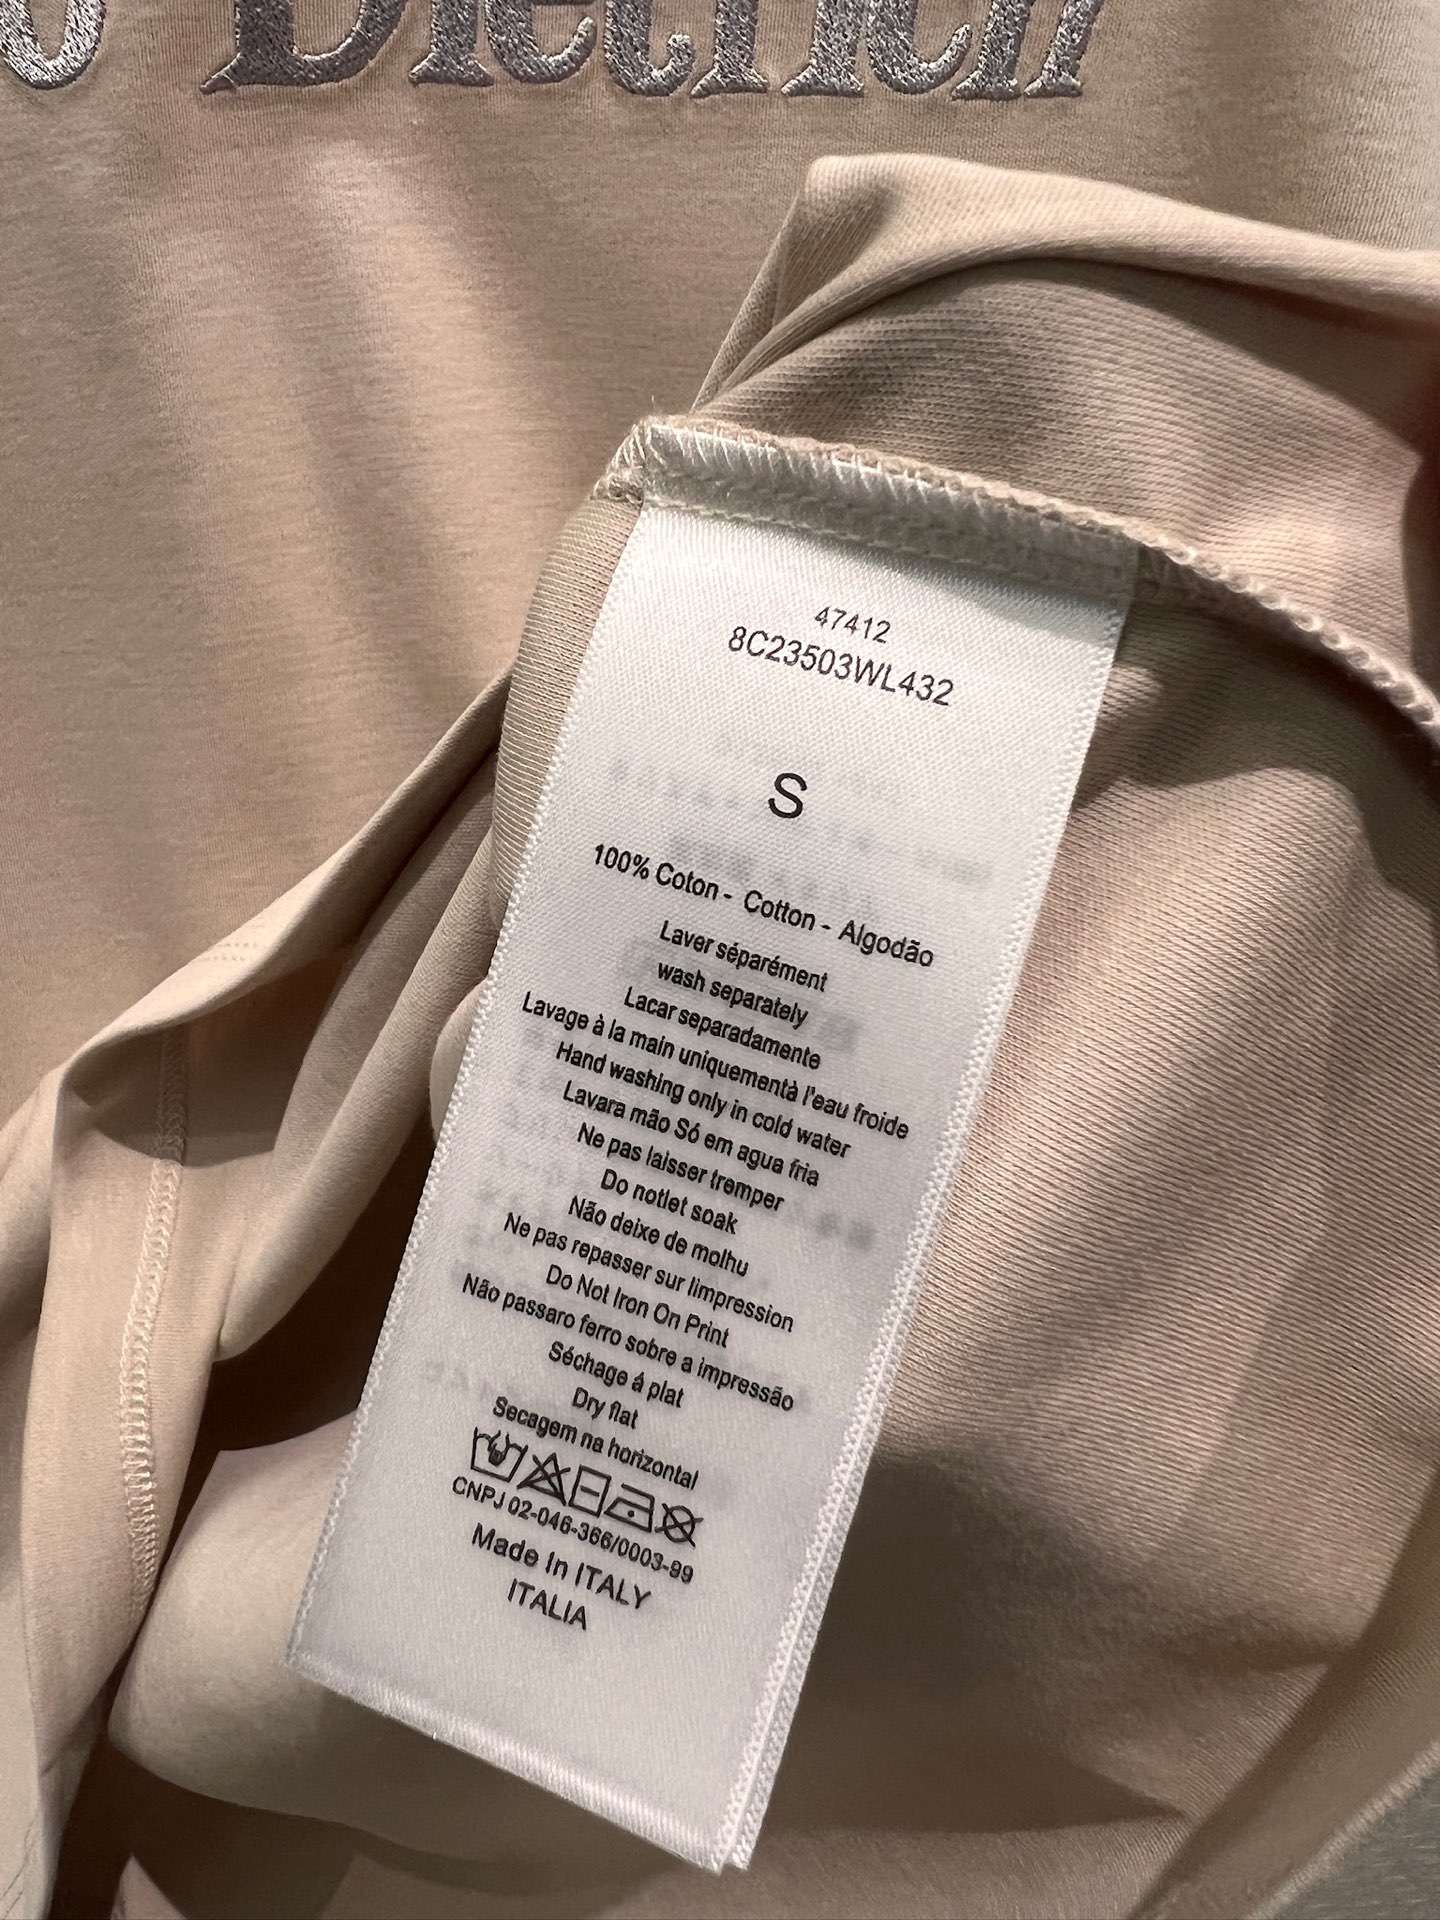 o Dietrich
47412
8C23503WL432
S
100% Coton - Cotton - Algodão
Laver séparément
wash separately
Lacar separadamente
Lavage à la main uniquementà l'eau froide
Hand washing only in cold water
Lavara mão Só em agua fria
Ne pas laisser tremper
Do notlet soak
Não deixe de molhu
Ne pas repasser sur limpression
Do Not Iron On Print
Não passaro ferro sobre a impressão
Séchage á plat
Dry flat
Secagem na horizontal
CNPJ 02-046-366/0003-99
Made In ITALY
ITALIA